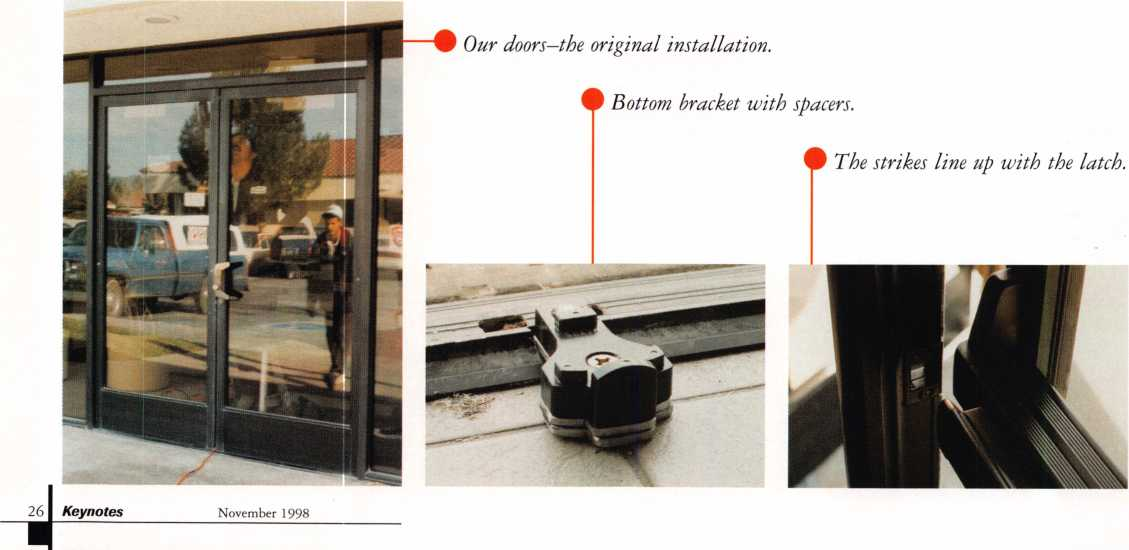 Our doors–the original installation.
Bottom bracket with spacers.
The strikes line up with the latch.
26 Keynotes November 1998